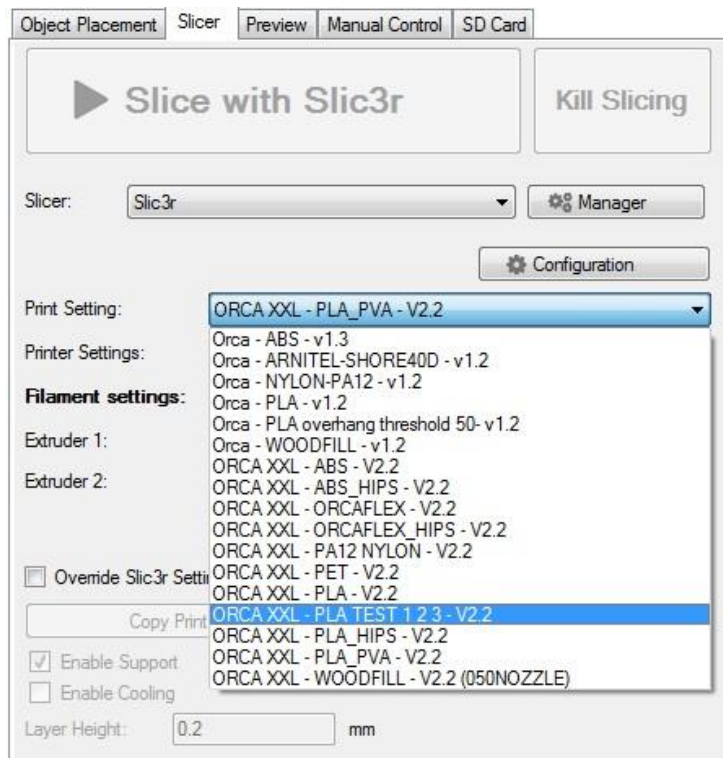 Object Placement Slicer Preview Manual Control SD Card
Slice with Slic3r Kill Slicing
Slicer: Slic3r Manager
Configuration
Print Setting: ORCA XXL - PLA_PVA - V2.2
Orca - ABS - v1.3
Printer Settings: Orca - ARNITEL-SHORE40D - v1.2
Orca - NYLON-PA12 - v1.2
Filament settings: Orca - PLA - v1.2
Orca - PLA overhang threshold 50- v1.2
Extruder 1: Orca - WOODFILL - v1.2
ORCA XXL - ABS - V2.2
Extruder 2: ORCA XXL - ABS_HIPS - V2.2
ORCA XXL - ORCAFLEX - V2.2
ORCA XXL - ORCAFLEX_HIPS - V2.2
ORCA XXL - PA12 NYLON - V2.2
Override Slic3r Setti ORCA XXL - PET - V2.2
ORCA XXL - PLA - V2.2
Copy Print ORCA XXL - PLA TEST 1 2 3 - V2.2
ORCA XXL - PLA_HIPS - V2.2
Enable Support ORCA XXL - PLA_PVA - V2.2
ORCA XXL - WOODFILL - V2.2 (050NOZZLE)
Enable Cooling
Layer Height: 0.2 mm